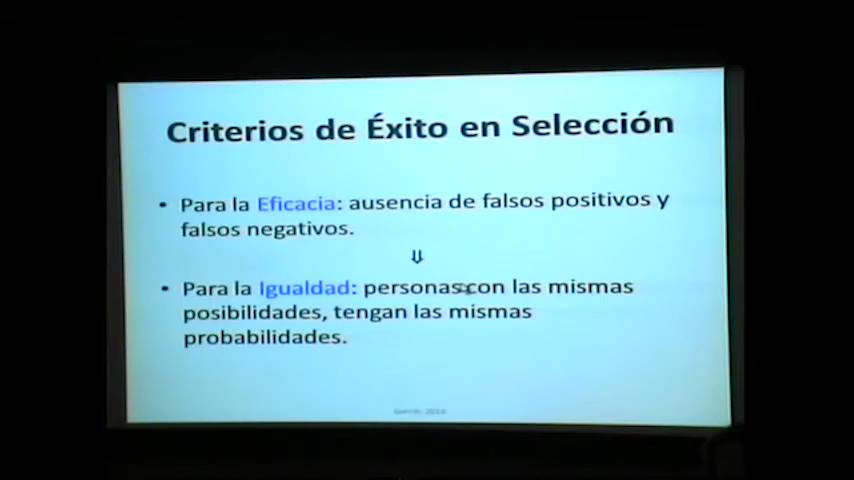 Criterios de Éxito en Selección
• Para la Eficacia: ausencia de falsos positivos y
falsos negativos.
⇓
• Para la Igualdad: personas con las mismas
posibilidades, tengan las mismas
probabilidades.